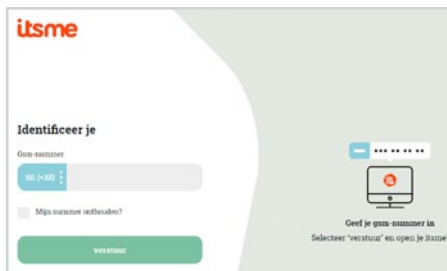 itsme
Identificeer je
Gsm-nummer
BE (+32)
Mijn nummer onthouden?
verstuur
Geef je gsm-nummer in
Selecteer 'verstuur' en open je itsme